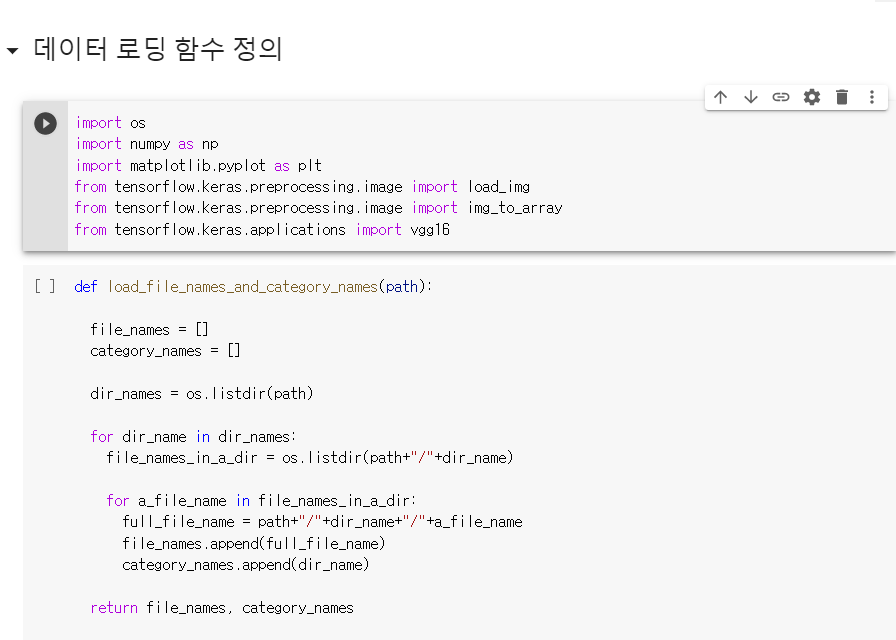 데이터 로딩 함수 정의
import os
import numpy as np
import matplotlib.pyplot as plt
from tensorflow.keras.preprocessing.image import load_img
from tensorflow.keras.preprocessing.image import img_to_array
from tensorflow.keras.applications import vgg16
[ ] def load_file_names_and_category_names(path):
file_names = []
category_names = []
dir_names = os.listdir(path)
for dir_name in dir_names:
file_names_in_a_dir = os.listdir(path+"/"+dir_name)
for a_file_name in file_names_in_a_dir:
full_file_name = path+"/"+dir_name+"/"+a_file_name
file_names.append(full_file_name)
category_names.append(dir_name)
return file_names, category_names